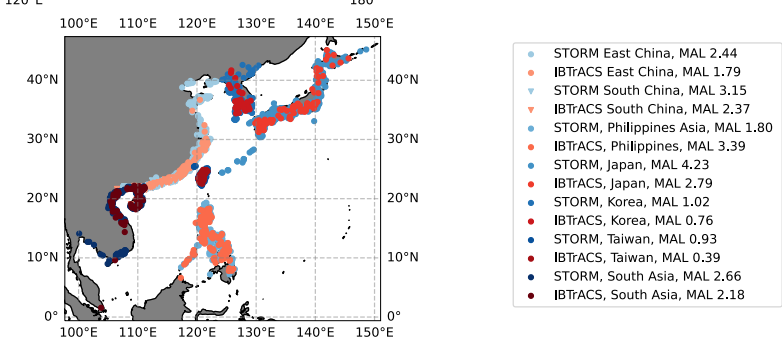 120°E 180°
100°E 110°E 120°E 130°E 140°E 150°E
40°N 40°N
30°N 30°N
20°N 20°N
10°N 10°N
0° 0°
100°E 110°E 120°E 130°E 140°E 150°E
STORM East China, MAL 2.44
IBTrACS East China, MAL 1.79
STORM South China, MAL 3.15
IBTrACS South China, MAL 2.37
STORM, Philippines Asia, MAL 1.80
IBTrACS, Philippines, MAL 3.39
STORM, Japan, MAL 4.23
IBTrACS, Japan, MAL 2.79
STORM, Korea, MAL 1.02
IBTrACS, Korea, MAL 0.76
STORM, Taiwan, MAL 0.93
IBTrACS, Taiwan, MAL 0.39
STORM, South Asia, MAL 2.66
IBTrACS, South Asia, MAL 2.18